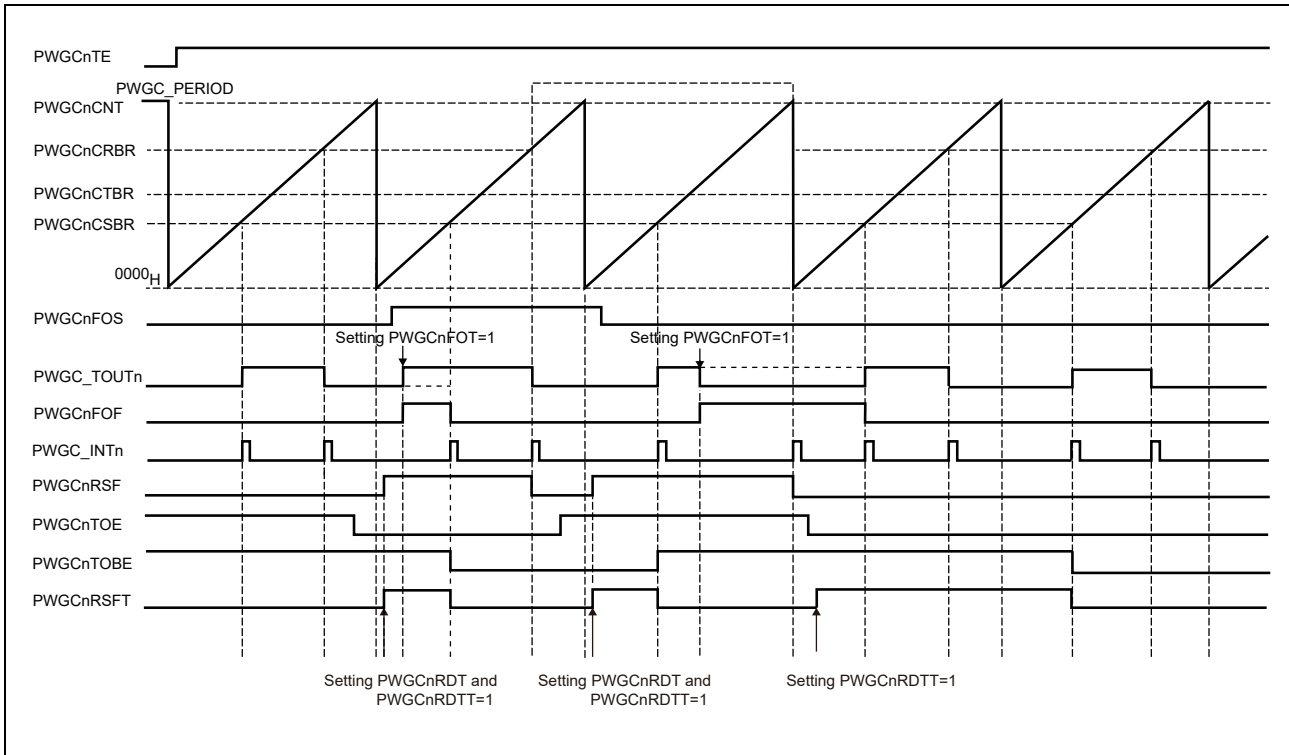 PWGCnTE
PWGC_PERIOD
PWGCnCNT
PWGCnCRBR
PWGCnCTBR
PWGCnCSBR
0000H
PWGCnFOS
Setting PWGCnFOT=1
Setting PWGCnFOT=1
PWGC_TOUTn
PWGCnFOF
PWGC_INTn
PWGCnRSF
PWGCnTOE
PWGCnTOBE
PWGCnRSFT
Setting PWGCnRDT and
PWGCnRDTT=1
Setting PWGCnRDT and
PWGCnRDTT=1
Setting PWGCnRDTT=1